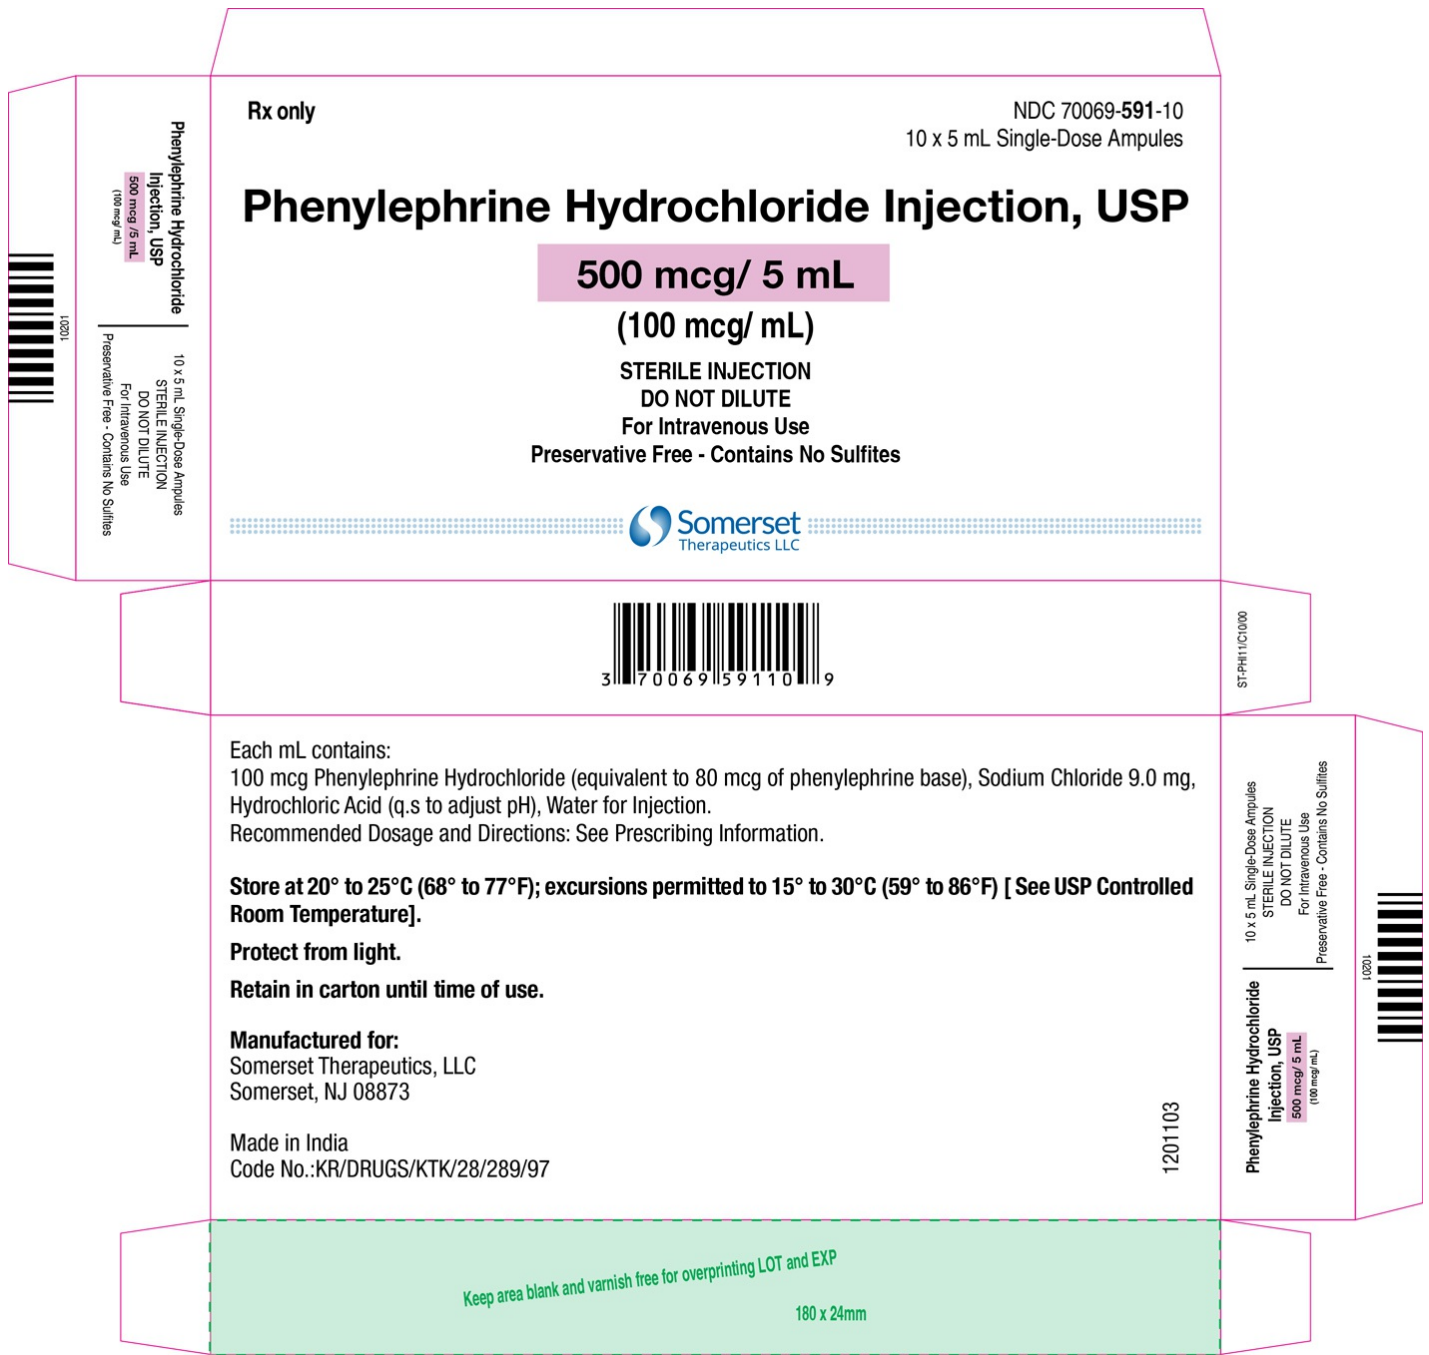 Rx only
NDC 70069-591-10
10 x 5 mL Single-Dose Ampules
Phenylephrine Hydrochloride Injection, USP
500 mcg/ 5 mL
(100 mcg/ mL)
STERILE INJECTION
DO NOT DILUTE
For Intravenous Use
Preservative Free - Contains No Sulfites
Somerset
Therapeutics LLC
Phenylephrine Hydrochloride
Injection, USP
500 mcg /5 mL
(100 mcg/ mL)
10 x 5 mL Single-Dose Ampules
STERILE INJECTION
DO NOT DILUTE
For Intravenous Use
Preservative Free - Contains No Sulfites
10201
3 70069 59110 9
ST-PHI11/C10/00
Each mL contains:
100 mcg Phenylephrine Hydrochloride (equivalent to 80 mcg of phenylephrine base), Sodium Chloride 9.0 mg,
Hydrochloric Acid (q.s to adjust pH), Water for Injection.
Recommended Dosage and Directions: See Prescribing Information.
Store at 20° to 25°C (68° to 77°F); excursions permitted to 15° to 30°C (59° to 86°F) [ See USP Controlled
Room Temperature].
Protect from light.
Retain in carton until time of use.
Manufactured for:
Somerset Therapeutics, LLC
Somerset, NJ 08873
Made in India
Code No.:KR/DRUGS/KTK/28/289/97
1201103
Phenylephrine Hydrochloride
Injection, USP
500 mcg/ 5 mL
(100 mcg/ mL)
10 x 5 mL Single-Dose Ampules
STERILE INJECTION
DO NOT DILUTE
For Intravenous Use
Preservative Free - Contains No Sulfites
10201
Keep area blank and varnish free for overprinting LOT and EXP
180 x 24mm